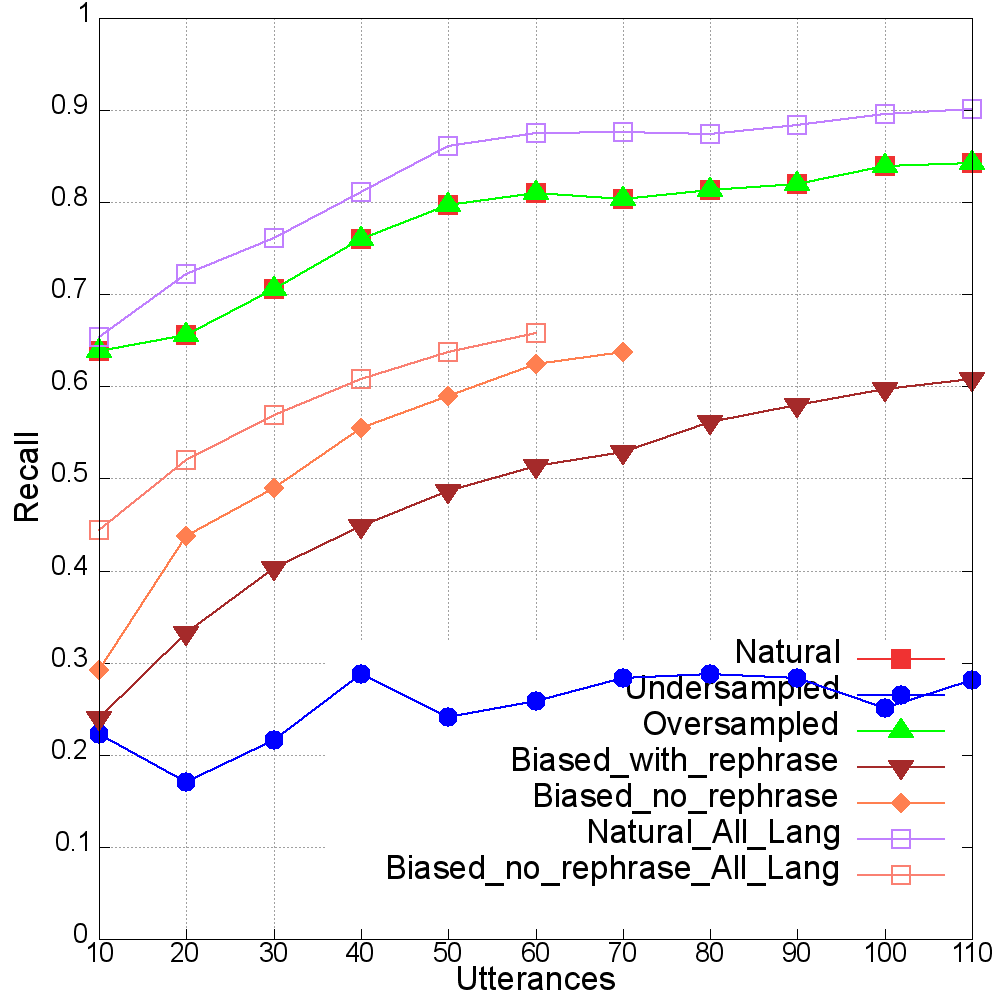 1
0.9
0.8
0.7
0.6
0.5
0.4
0.3
0.2
0.1
0
Recall
Natural
Undersampled
Oversampled
Biased_with_rephrase
Biased_no_rephrase
Natural_All_Lang
Biased_no_rephrase_All_Lang
10 20 30 40 50 60 70 80 90 100 110
Utterances